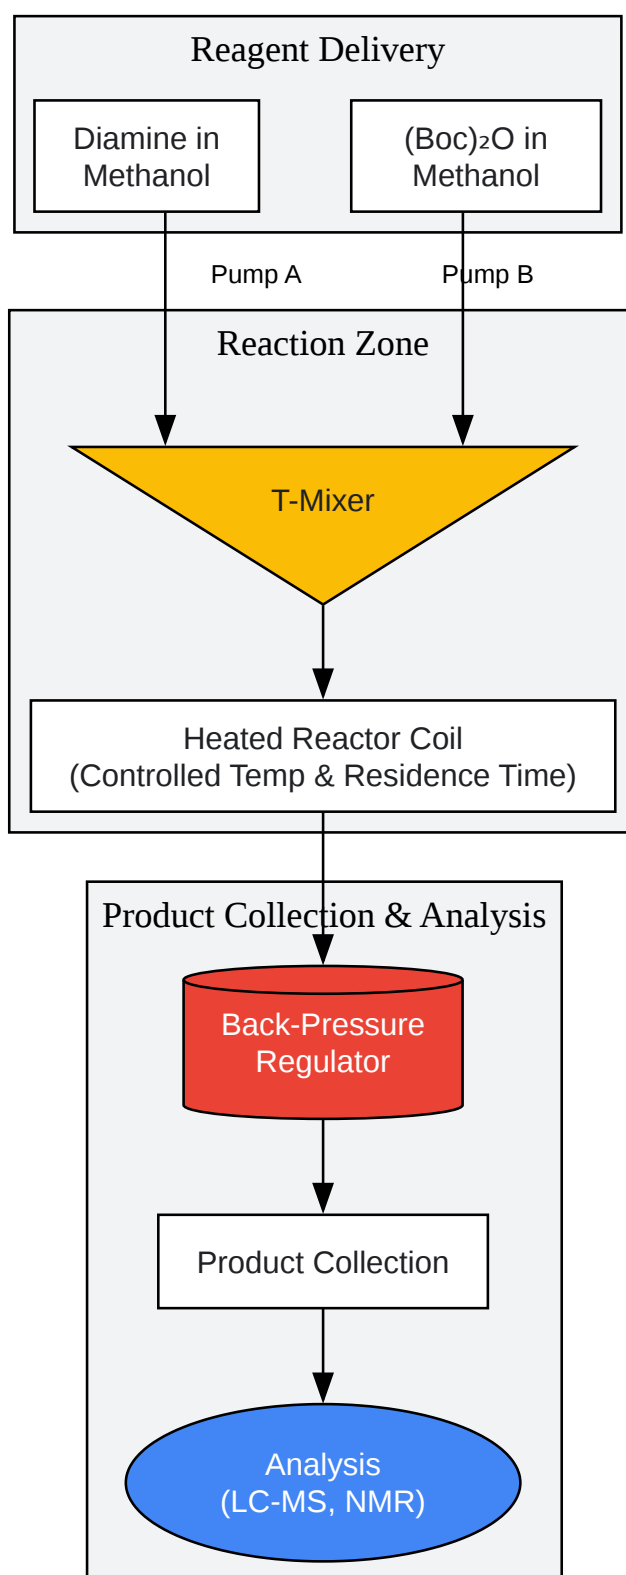 Reagent Delivery
Diamine in
Methanol
(Boc)₂O in
Methanol
Pump A
Pump B
Reaction Zone
T-Mixer
Heated Reactor Coil
(Controlled Temp & Residence Time)
Product Collection & Analysis
Back-Pressure
Regulator
Product Collection
Analysis
(LC-MS, NMR)